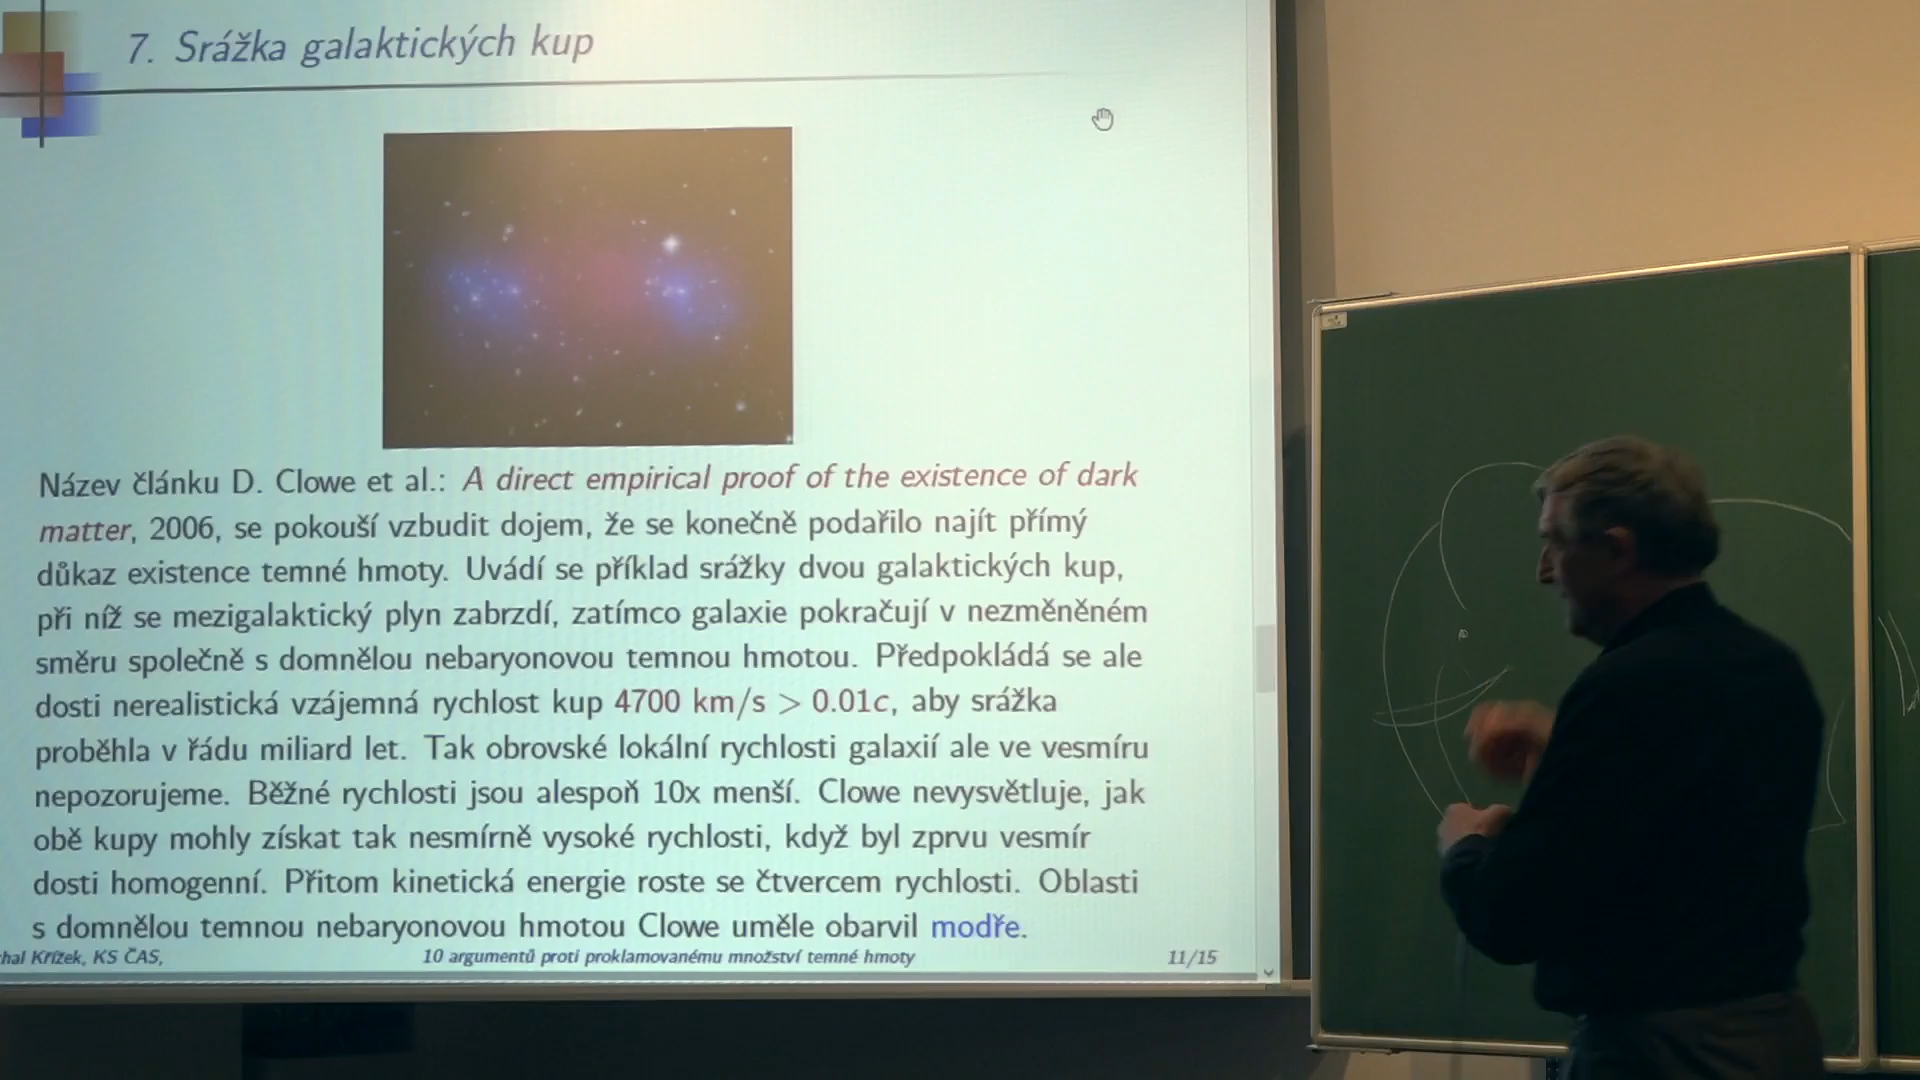 7. Srážka galaktických kup
Název článku D. Clowe et al.: A direct empirical proof of the existence of dark
matter, 2006, se pokouší vzbudit dojem, že se konečně podařilo najít přímý
důkaz existence temné hmoty. Uvádí se příklad srážky dvou galaktických kup,
při níž se mezigalaktický plyn zabrzdí, zatímco galaxie pokračují v nezměněném
směru společně s domnělou nebaryonovou temnou hmotou. Předpokládá se ale
dosti nerealistická vzájemná rychlost kup 4700 km/s > 0.01c, aby srážka
proběhla v řádu miliard let. Tak obrovské lokální rychlosti galaxií ale ve vesmíru
nepozorujeme. Běžné rychlosti jsou alespoň 10x menší. Clowe nevysvětluje, jak
obě kupy mohly získat tak nesmírně vysoké rychlosti, když byl zprvu vesmír
dosti homogenní. Přitom kinetická energie roste se čtvercem rychlosti. Oblasti
s domnělou temnou nebaryonovou hmotou Clowe uměle obarvil modře.
hal Křížek, KS ČAS, 10 argumentů proti proklamovanému množství temné hmoty 11/15